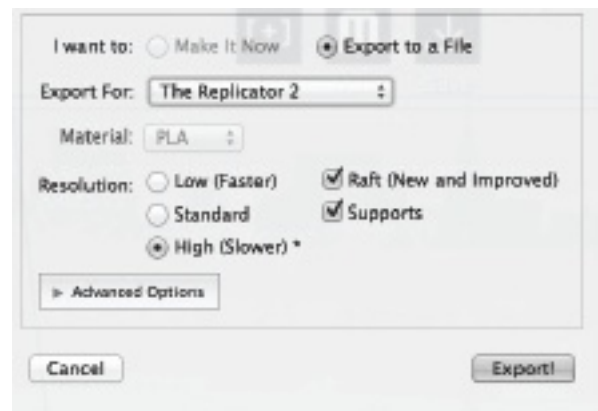 I want to: Make It Now Export to a File
Export For: The Replicator 2
Material: PLA
Resolution: Low (Faster) Raft (New and Improved)
Standard Supports
High (Slower) *
Advanced Options
Cancel Export!